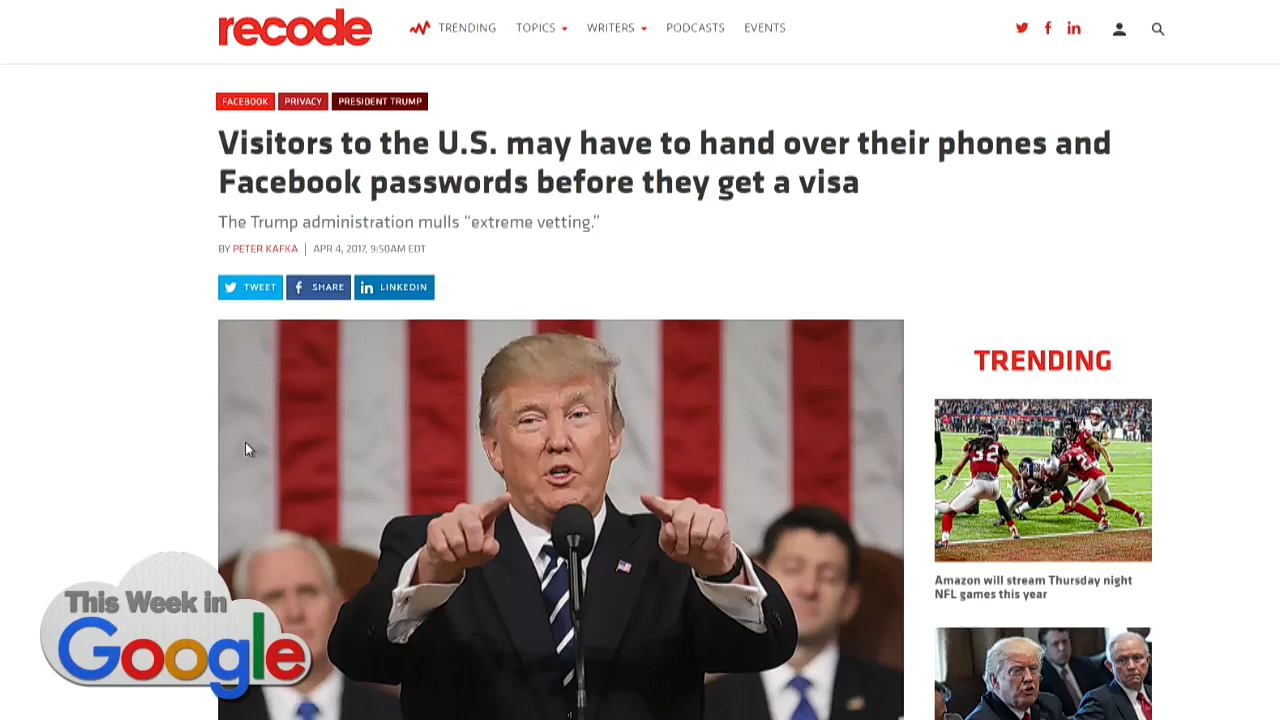 recode
TRENDING TOPICS WRITERS PODCASTS EVENTS
FACEBOOK PRIVACY PRESIDENT TRUMP
Visitors to the U.S. may have to hand over their phones and
Facebook passwords before they get a visa
The Trump administration mulls “extreme vetting.”
BY PETER KAFKA | APR 4, 2017, 9:50AM EDT
TWEET SHARE LINKEDIN
TRENDING
32
2
Amazon will stream Thursday night
NFL games this year
This Week in
Google